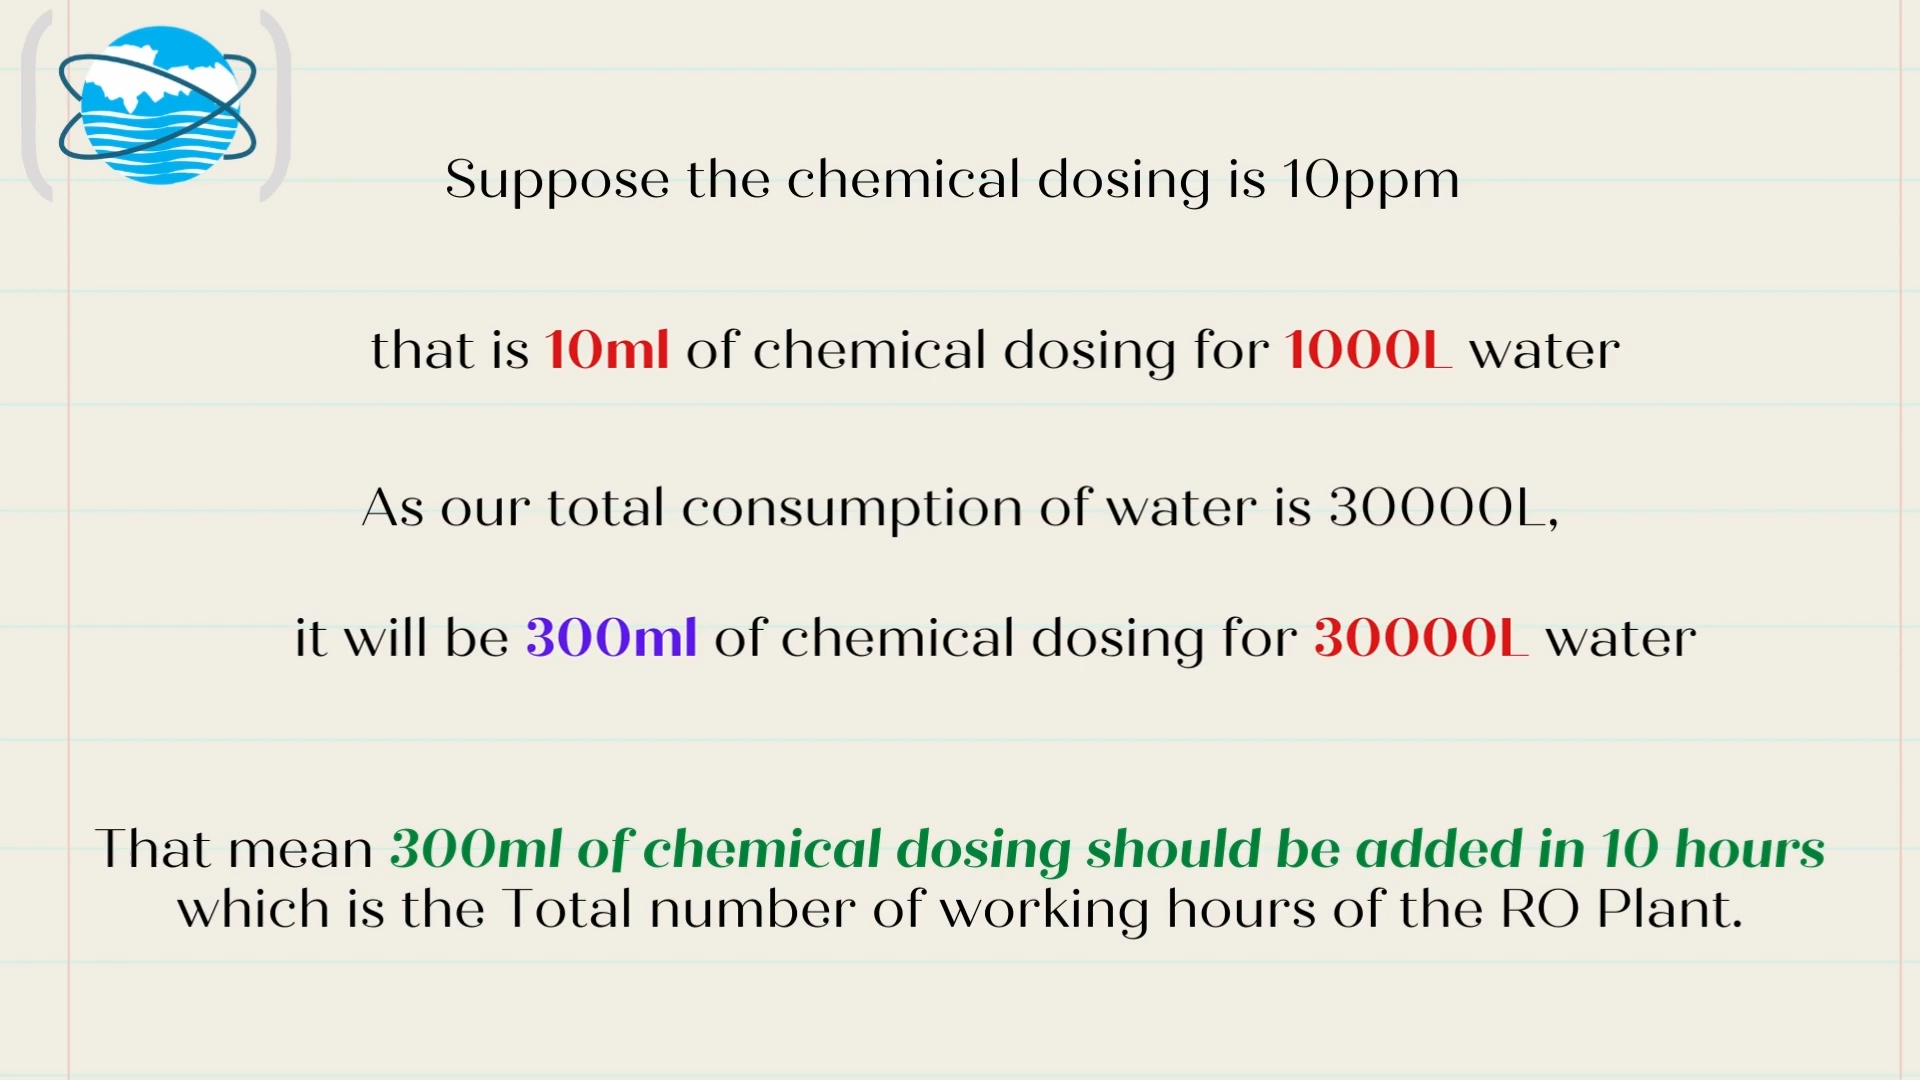 Suppose the chemical dosing is 10ppm
that is 10ml of chemical dosing for 1000L water
As our total consumption of water is 30000L,
it will be 300ml of chemical dosing for 30000L water
That mean 300ml of chemical dosing should be added in 10 hours
which is the Total number of working hours of the RO Plant.